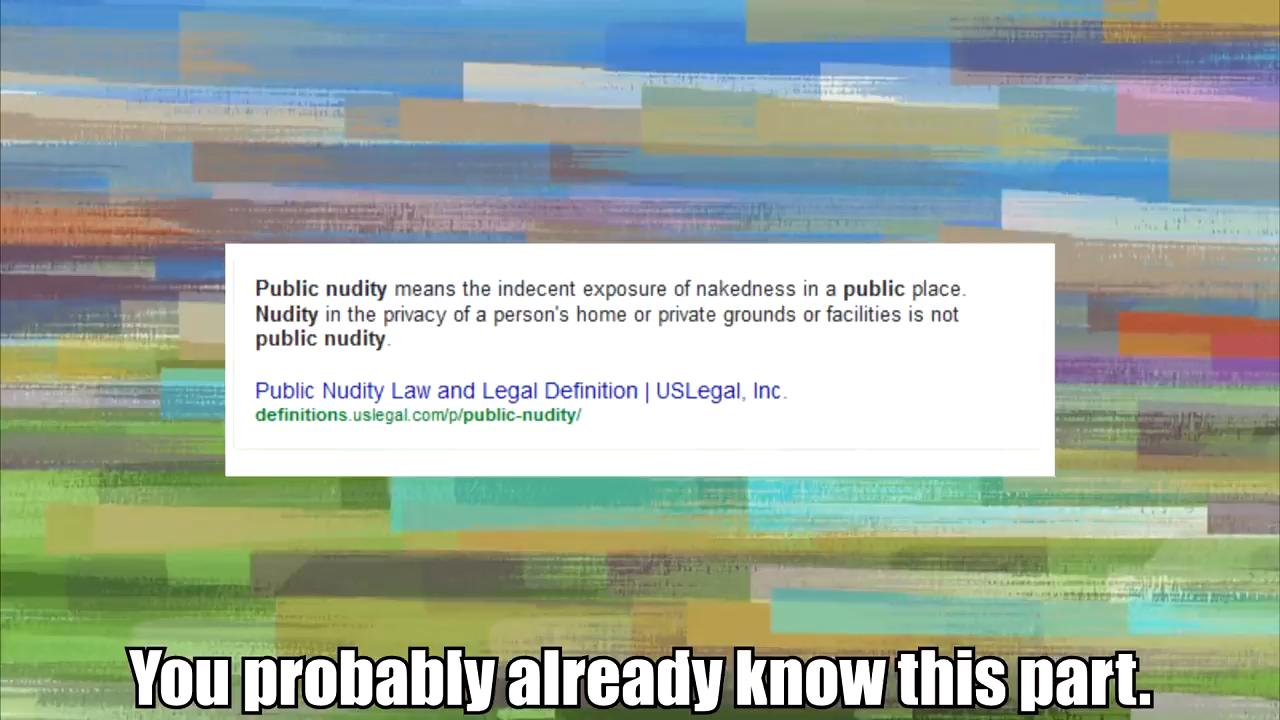 Public nudity means the indecent exposure of nakedness in a public place.
Nudity in the privacy of a person's home or private grounds or facilities is not
public nudity.
Public Nudity Law and Legal Definition | USLegal, Inc.
definitions.uslegal.com/p/public-nudity/
You probably already know this part.